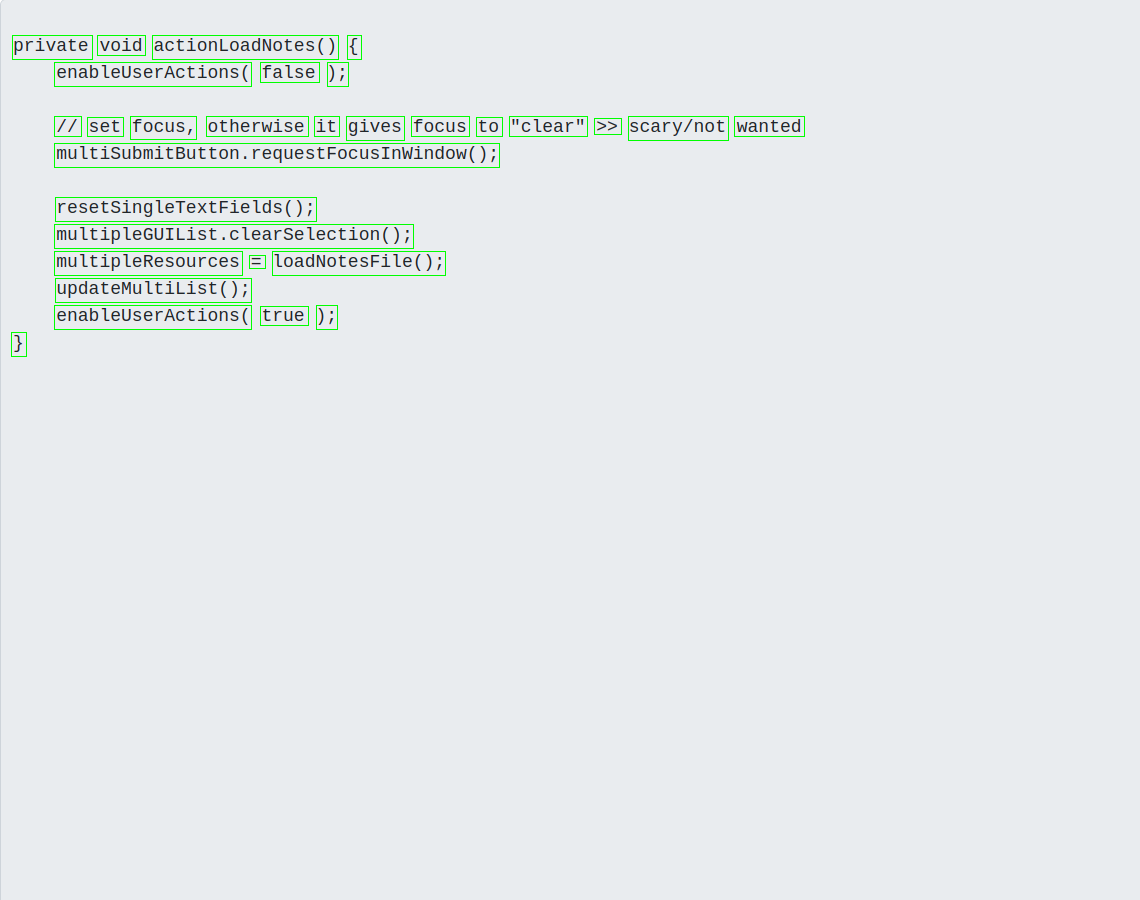 private void actionLoadNotes() {
enableUserActions( false );
// set focus, otherwise it gives focus to "clear" >> scary/not wanted
multiSubmitButton.requestFocusInWindow();
resetSingleTextFields();
multipleGUIList.clearSelection();
multipleResources = loadNotesFile();
updateMultiList();
enableUserActions( true );
}